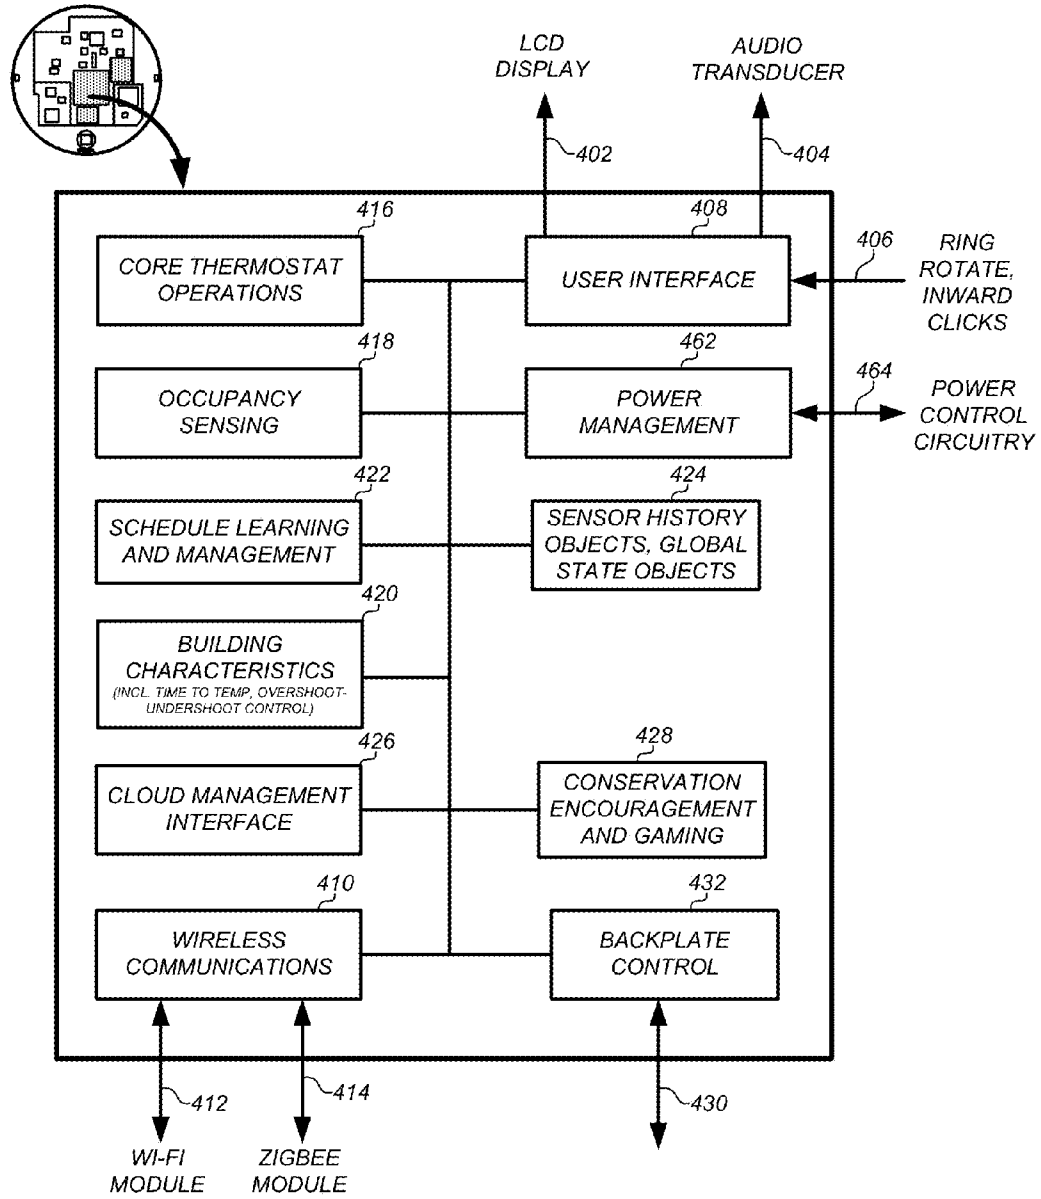 LCD
DISPLAY
AUDIO
TRANSDUCER
402
404
416
CORE THERMOSTAT
OPERATIONS
408
USER INTERFACE
406
RING
ROTATE,
INWARD
CLICKS
418
OCCUPANCY
SENSING
462
POWER
MANAGEMENT
464
POWER
CONTROL
CIRCUITRY
422
SCHEDULE LEARNING
AND MANAGEMENT
424
SENSOR HISTORY
OBJECTS, GLOBAL
STATE OBJECTS
420
BUILDING
CHARACTERISTICS
(INCL. TIME TO TEMP, OVERSHOOT-
UNDERSHOOT CONTROL)
426
CLOUD MANAGEMENT
INTERFACE
428
CONSERVATION
ENCOURAGEMENT
AND GAMING
410
WIRELESS
COMMUNICATIONS
432
BACKPLATE
CONTROL
412
414
430
WI-FI
MODULE
ZIGBEE
MODULE